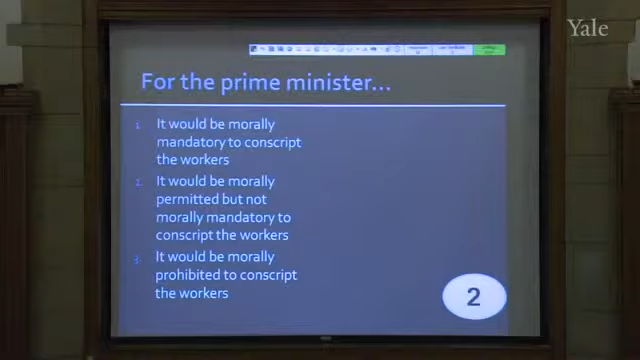 Yale
For the prime minister...
1. It would be morally
mandatory to conscript
the workers
2. It would be morally
permitted but not
morally mandatory to
conscript the workers
3. It would be morally
prohibited to conscript
the workers
2